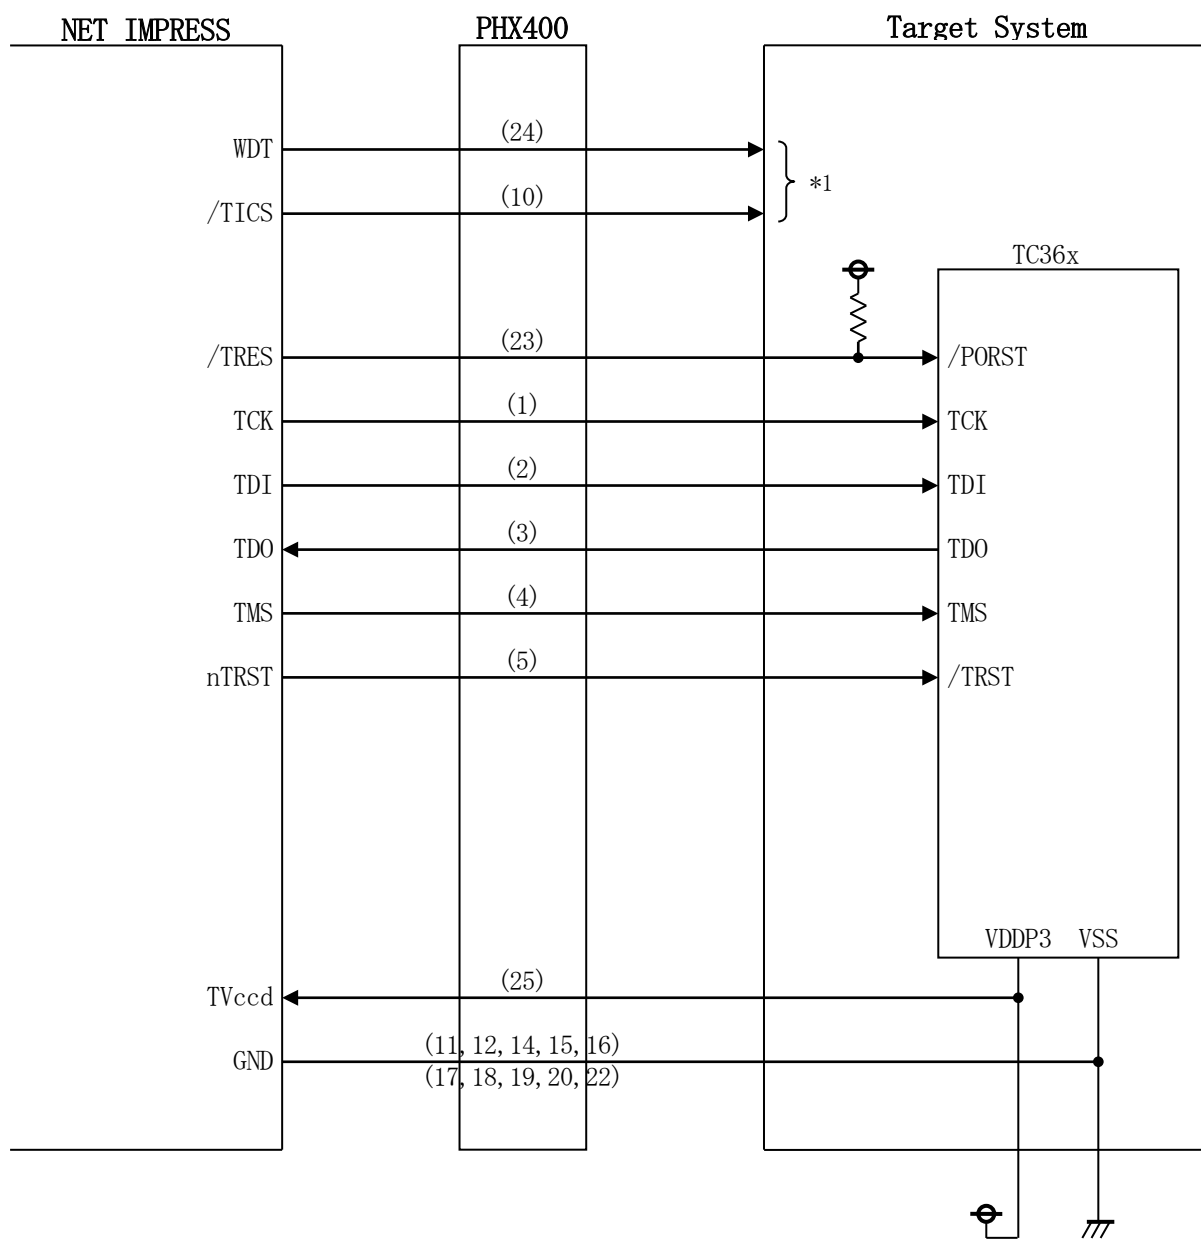 NET IMPRESS PHX400 Target System
WDT (24)
*1
/TICS (10)
TC36x
/TRES (23) /PORST
TCK (1) TCK
TDI (2) TDI
TDO (3) TDO
TMS (4) TMS
nTRST (5) /TRST
VDDP3 VSS
TVccd (25)
(11,12,14,15,16)
GND
(17,18,19,20,22)